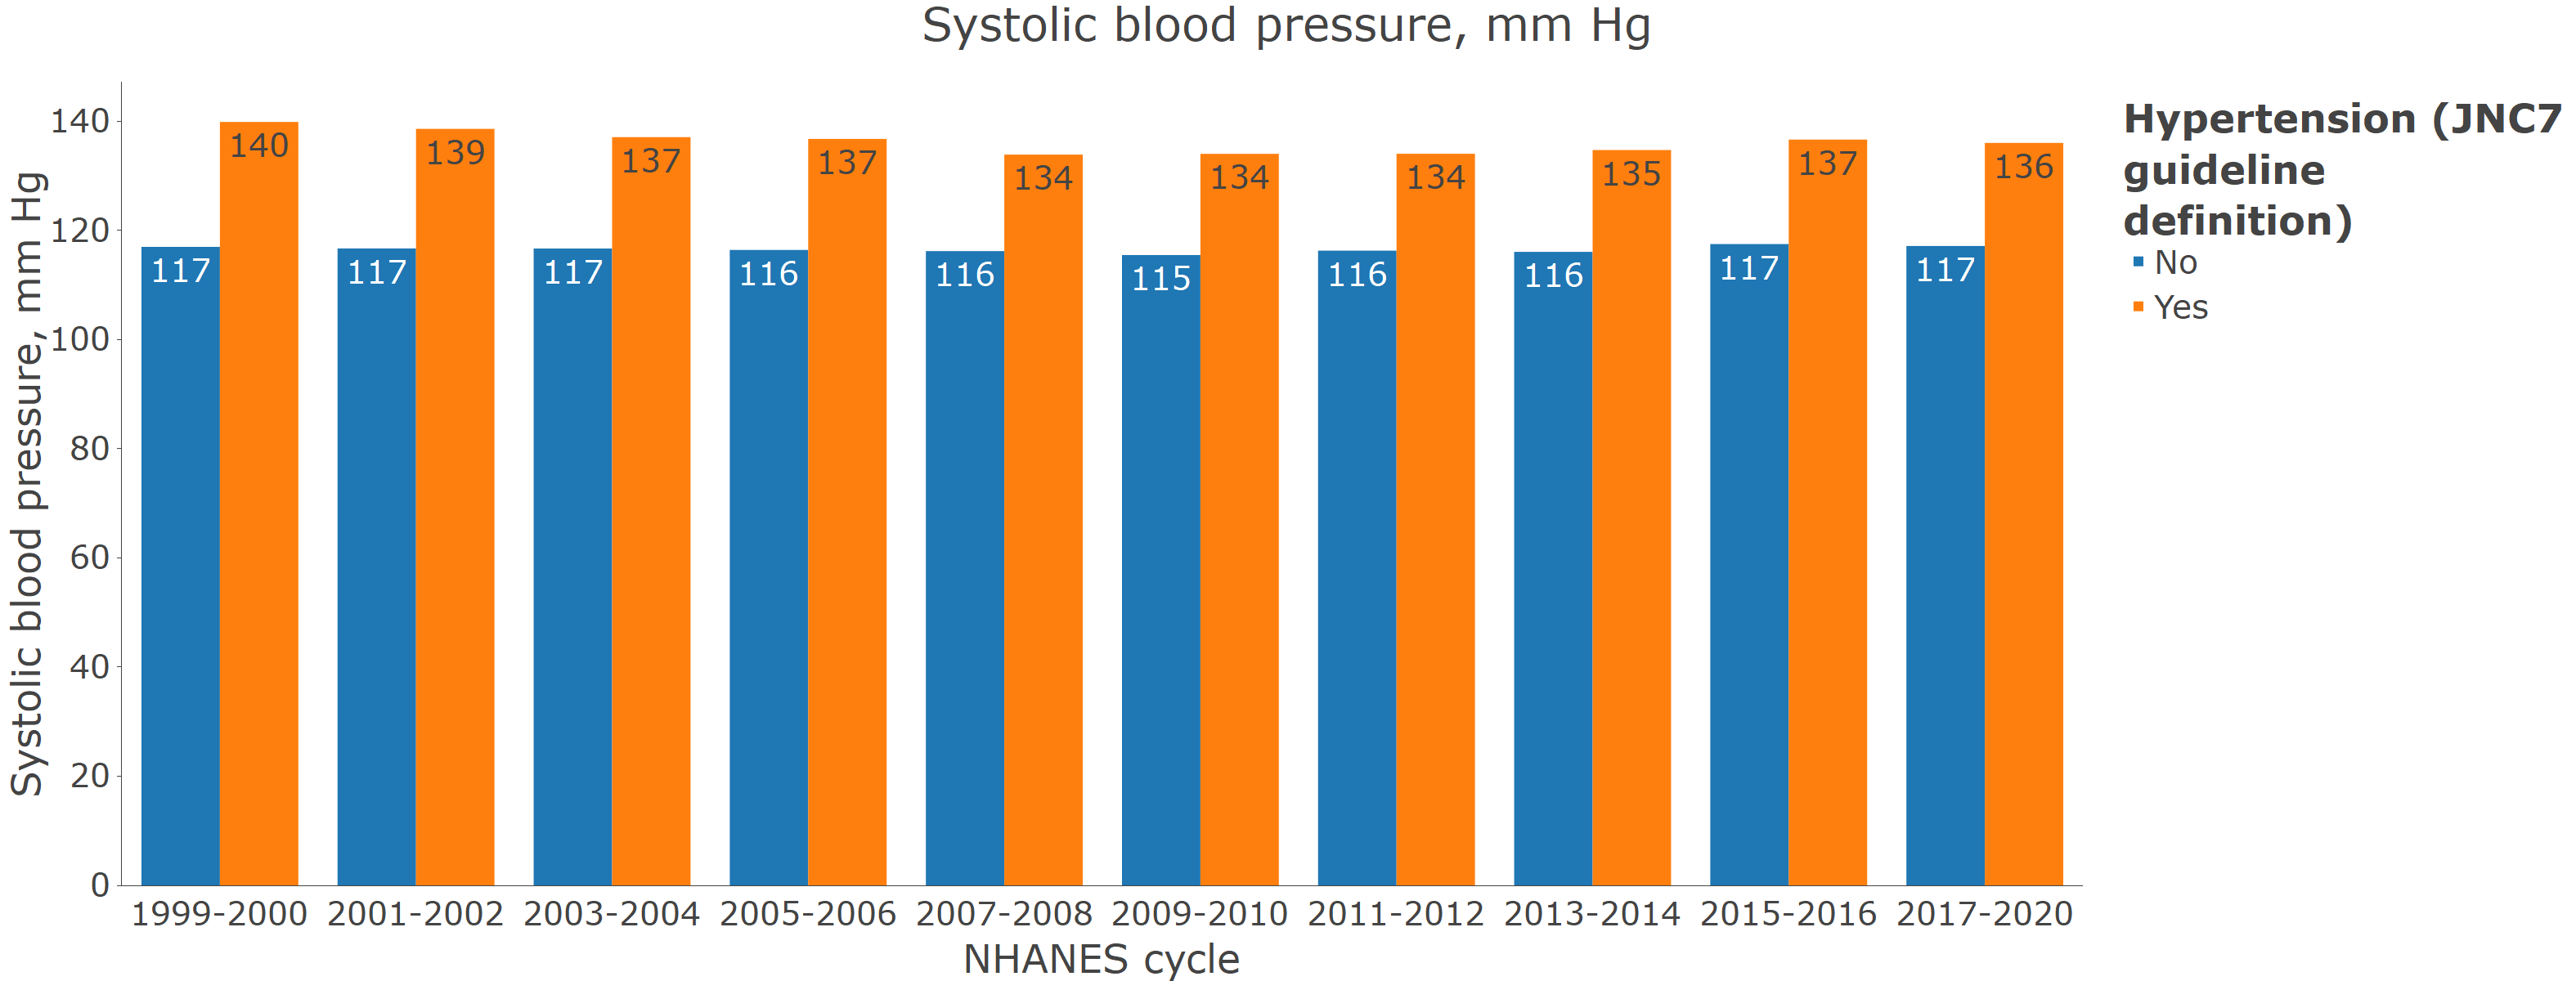 Systolic blood pressure, mm Hg
Systolic blood pressure, mm Hg
140
120
100
80
60
40
20
0
117 140 117 139 117 137 116 137 116 134 115 134 116 134 116 135 117 137 117 136
1999-2000 2001-2002 2003-2004 2005-2006 2007-2008 2009-2010 2011-2012 2013-2014 2015-2016 2017-2020
NHANES cycle
Hypertension (JNC7
guideline
definition)
No
Yes